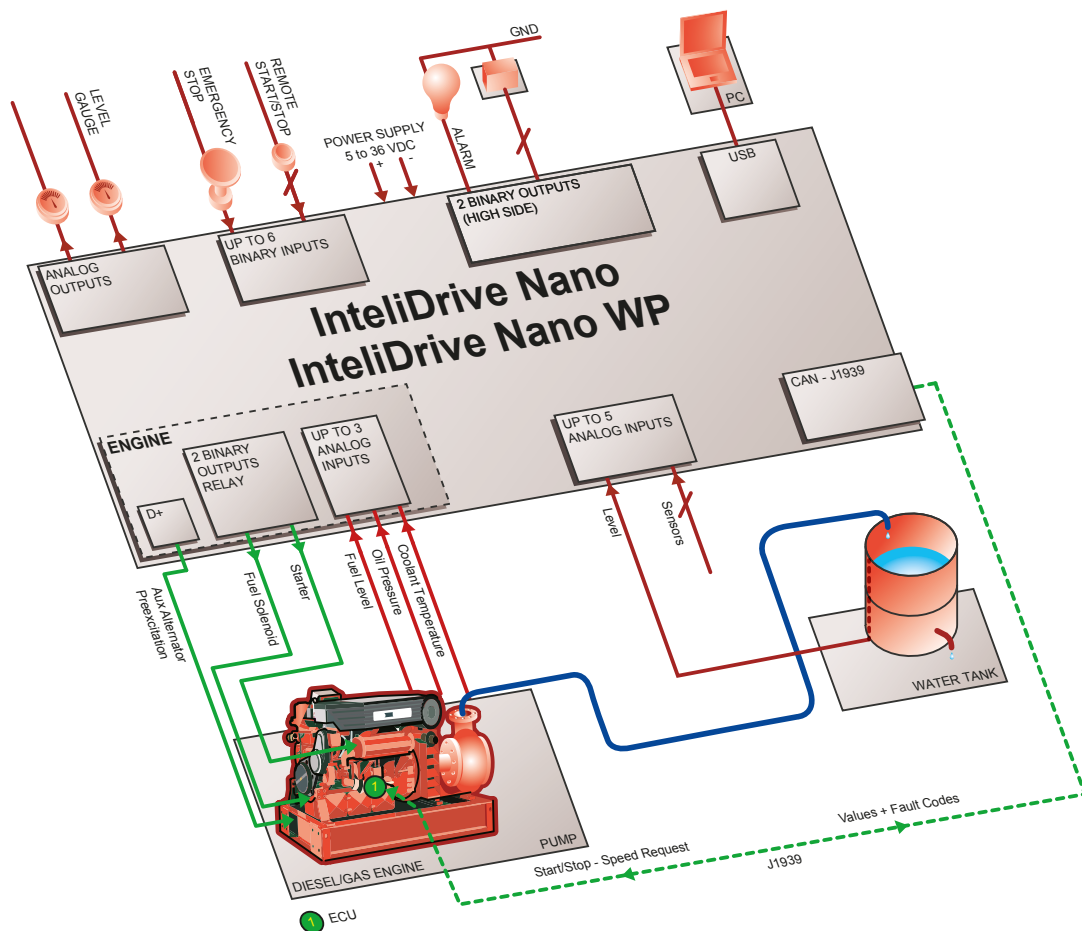 LEVEL
GAUGE
EMERGENCY
STOP
REMOTE
START/STOP
POWER SUPPLY
5 to 36 VDC
+ -
GND
ALARM
PC
USB
2 BINARY OUTPUTS
(HIGH SIDE)
UP TO 6
BINARY INPUTS
ANALOG
OUTPUTS
InteliDrive Nano
InteliDrive Nano WP
CAN - J1939
ENGINE
D+
2 BINARY
OUTPUTS
RELAY
UP TO 3
ANALOG
INPUTS
UP TO 5
ANALOG INPUTS
Aux Alternator
Preexcitation
Fuel Solenoid
Starter
Fuel Level
Oil Pressure
Coolant Temperature
Level
Sensors
WATER TANK
1
PUMP
DIESEL/GAS ENGINE
Start/Stop - Speed Request
Values + Fault Codes
J1939
1 ECU